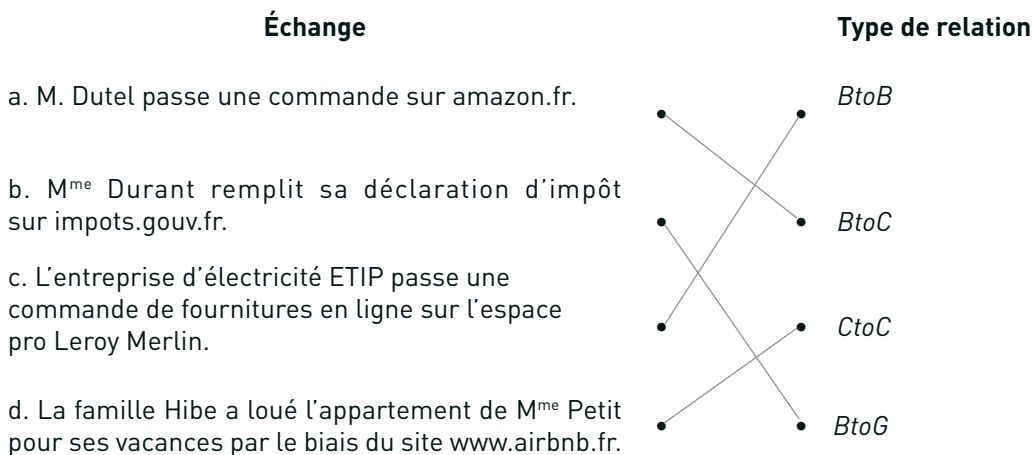 Échange Type de relation
a. M. Dutel passe une commande sur amazon.fr. BtoB
b. Mme Durant remplit sa déclaration d'impôt
sur impots.gouv.fr. BtoC
c. L'entreprise d'électricité ETIP passe une
commande de fournitures en ligne sur l'espace
pro Leroy Merlin. CtoC
d. La famille Hibe a loué l'appartement de Mme Petit
pour ses vacances par le biais du site www.airbnb.fr. BtoG